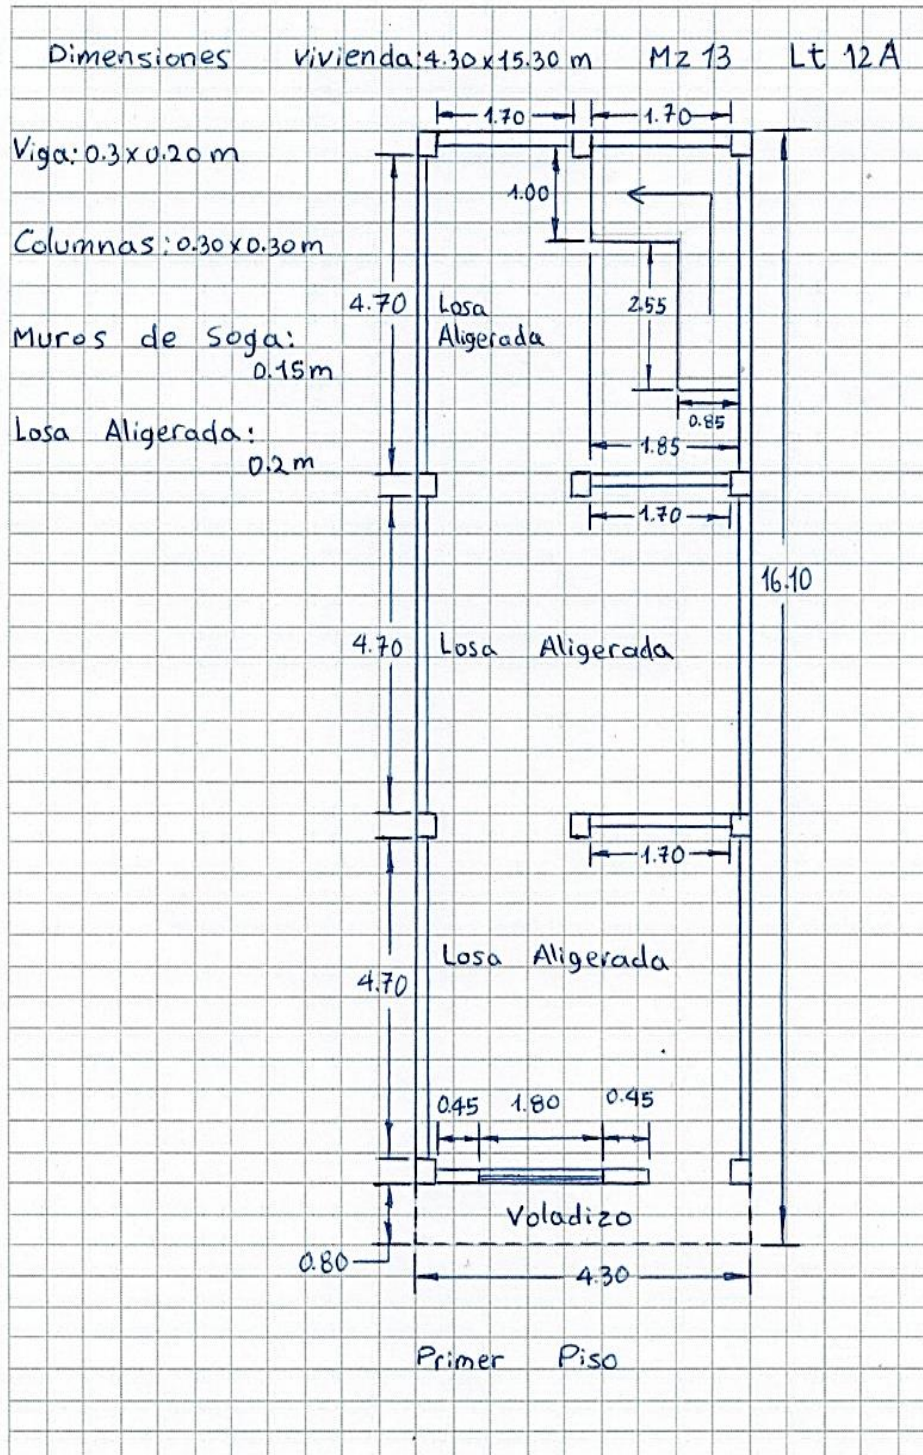 Dimensiones Vivienda: 4.30 x 15.30 m Mz 13 Lt 12A
1.70 1.70
Viga: 0.3 x 0.20 m
1.00
Columnas: 0.30 x 0.30 m
4.70 Losa 2.55
Aligerada
Muros de Soga:
0.15 m
0.85
Losa Aligerada:
1.85
0.2 m
1.70
16.10
4.70 Losa Aligerada
1.70
Losa Aligerada
4.70
0.45 1.80 0.45
Voladizo
0.80
4.30
Primer Piso